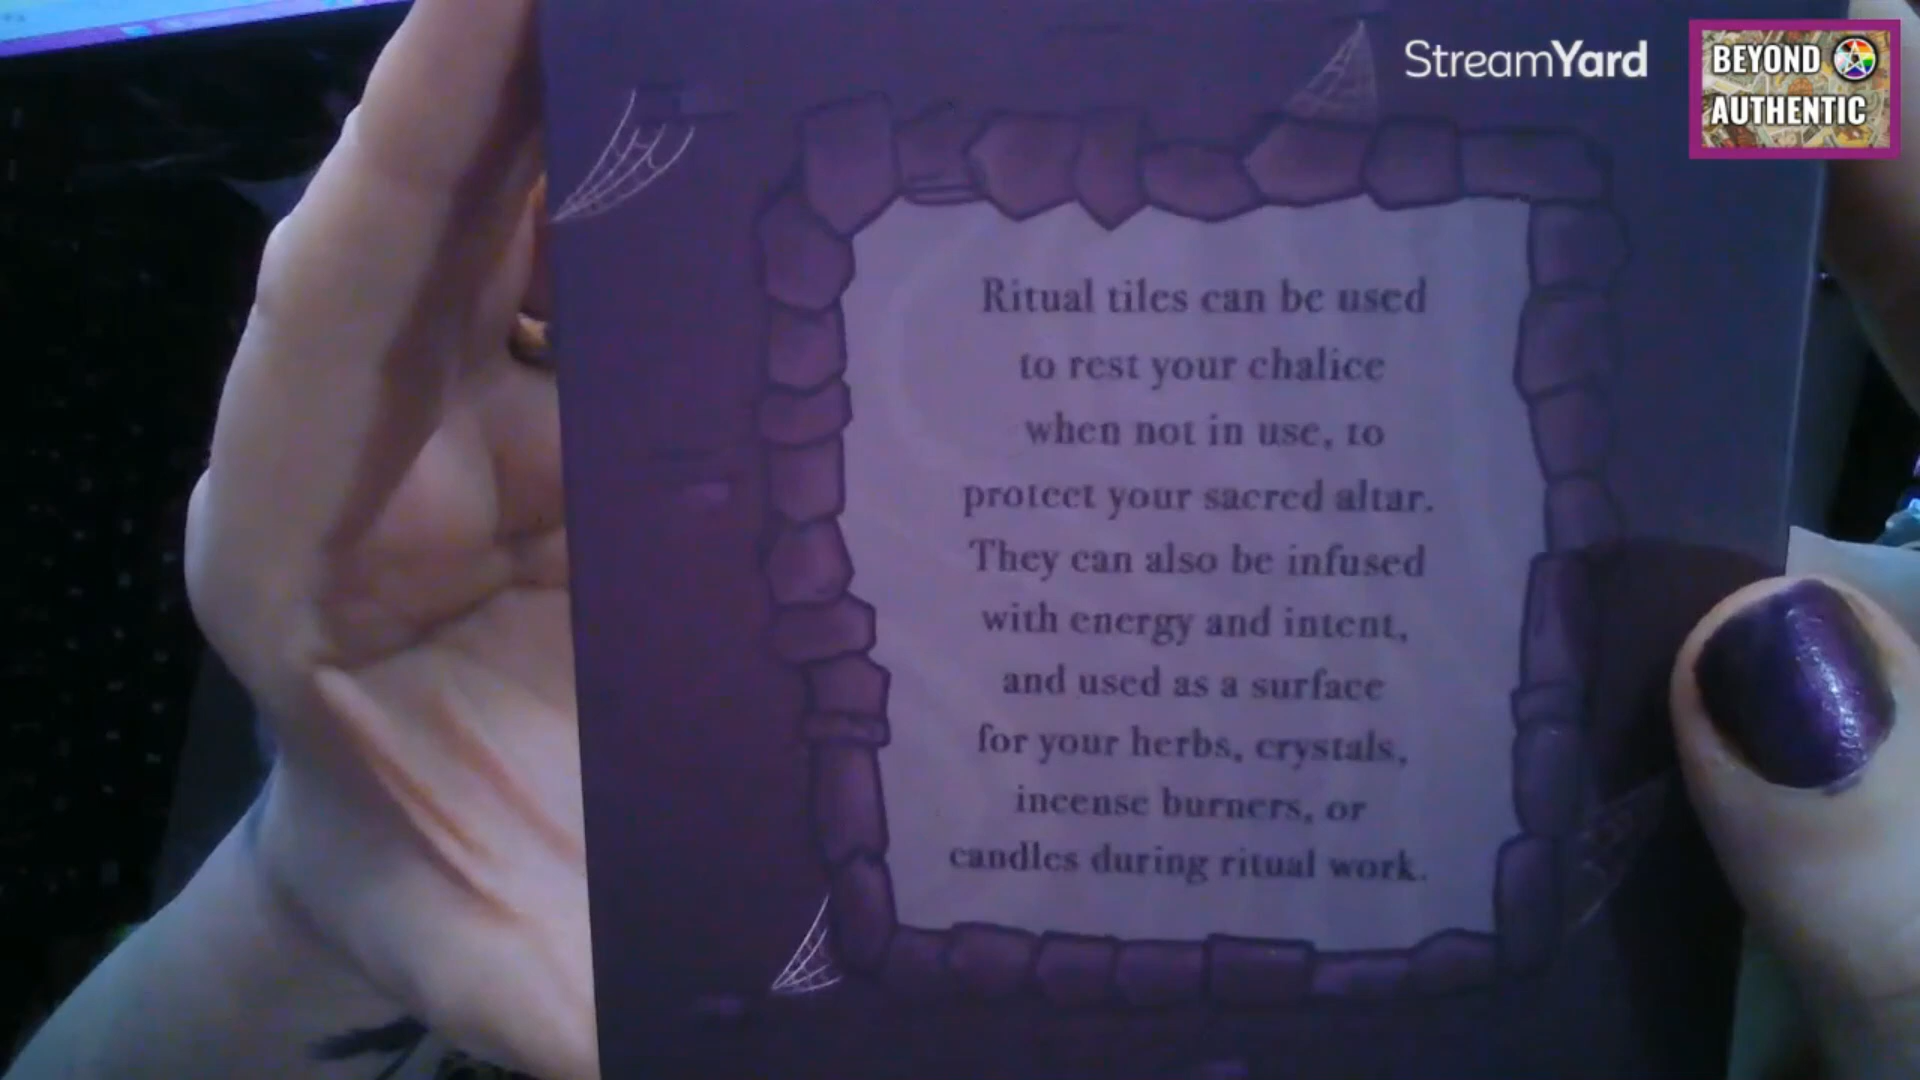 StreamYard
BEYOND
AUTHENTIC
Ritual tiles can be used
to rest your chalice
when not in use, to
protect your sacred altar.
They can also be infused
with energy and intent,
and used as a surface
for your herbs, crystals,
incense burners, or
candles during ritual work.